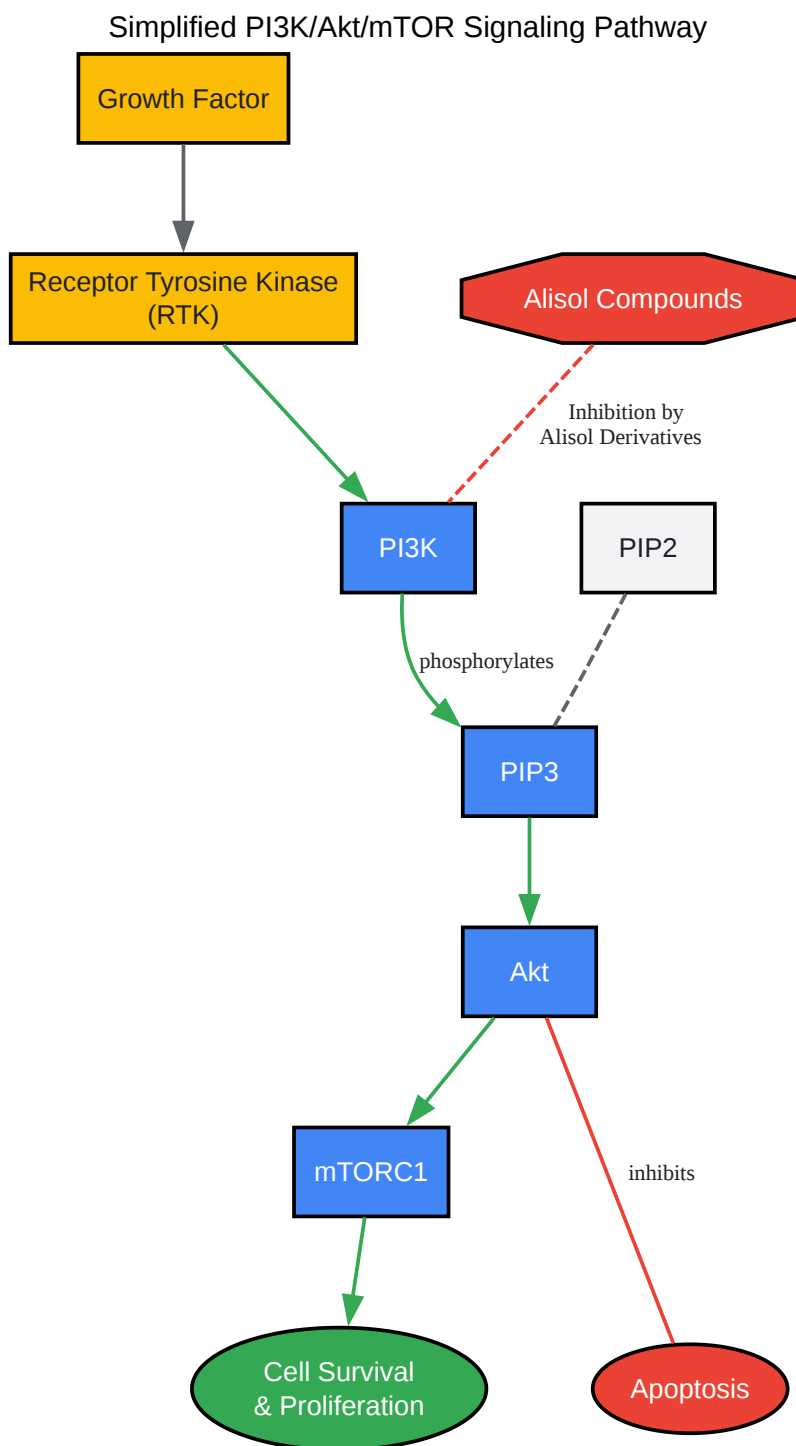 Simplified PI3K/Akt/mTOR Signaling Pathway
Growth Factor
Receptor Tyrosine Kinase
(RTK)
Alisol Compounds
Inhibition by
Alisol Derivatives
PI3K
PIP2
phosphorylates
PIP3
Akt
mTORC1
inhibits
Cell Survival
& Proliferation
Apoptosis